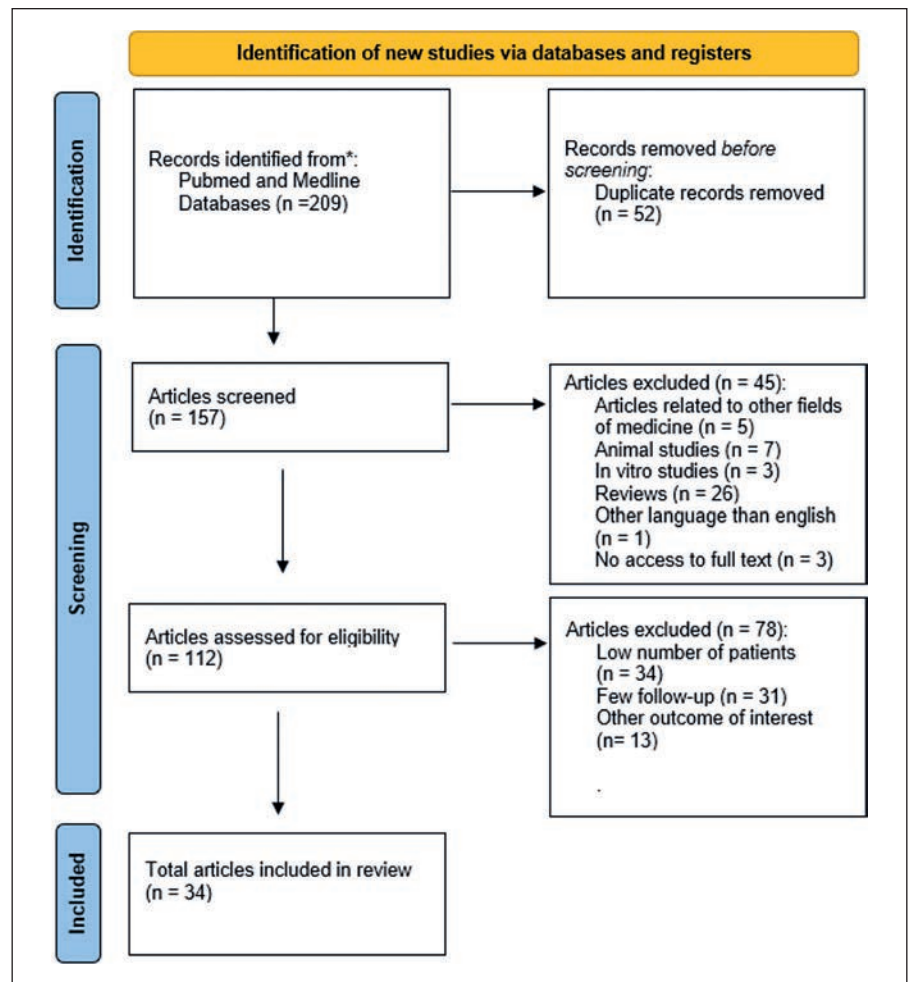 Identification of new studies via databases and registers
Identification
Records identified from*:
Pubmed and Medline
Databases (n =209)
Records removed before
screening:
Duplicate records removed
(n = 52)
Screening
Articles screened
(n = 157)
Articles excluded (n = 45):
Articles related to other fields
of medicine (n = 5)
Animal studies (n = 7)
In vitro studies (n = 3)
Reviews (n = 26)
Other language than english
(n = 1)
No access to full text (n = 3)
Articles assessed for eligibility
(n = 112)
Articles excluded (n = 78):
Low number of patients
(n = 34)
Few follow-up (n = 31)
Other outcome of interest
(n= 13)
.
Included
Total articles included in review
(n = 34)